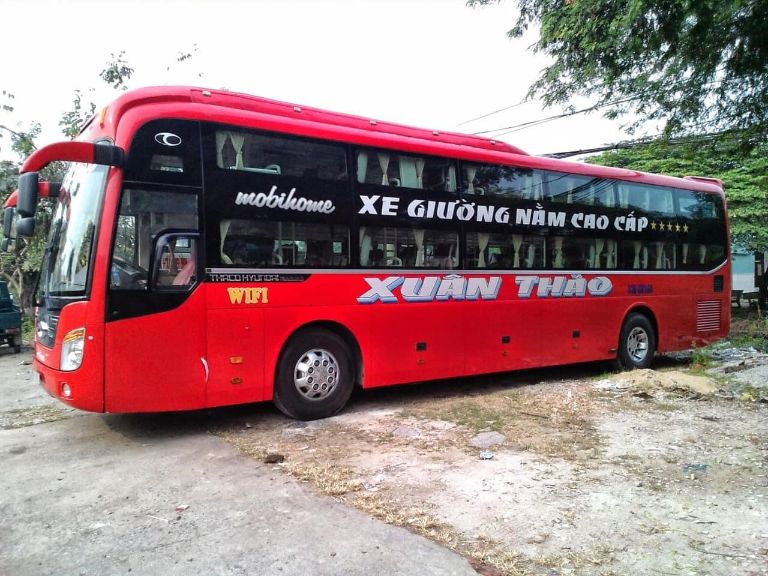 mobihome
XE GIƯỜNG NẰM CAO CẤP
THACO HYUNDAI
WIFI
XUÂN THẢO